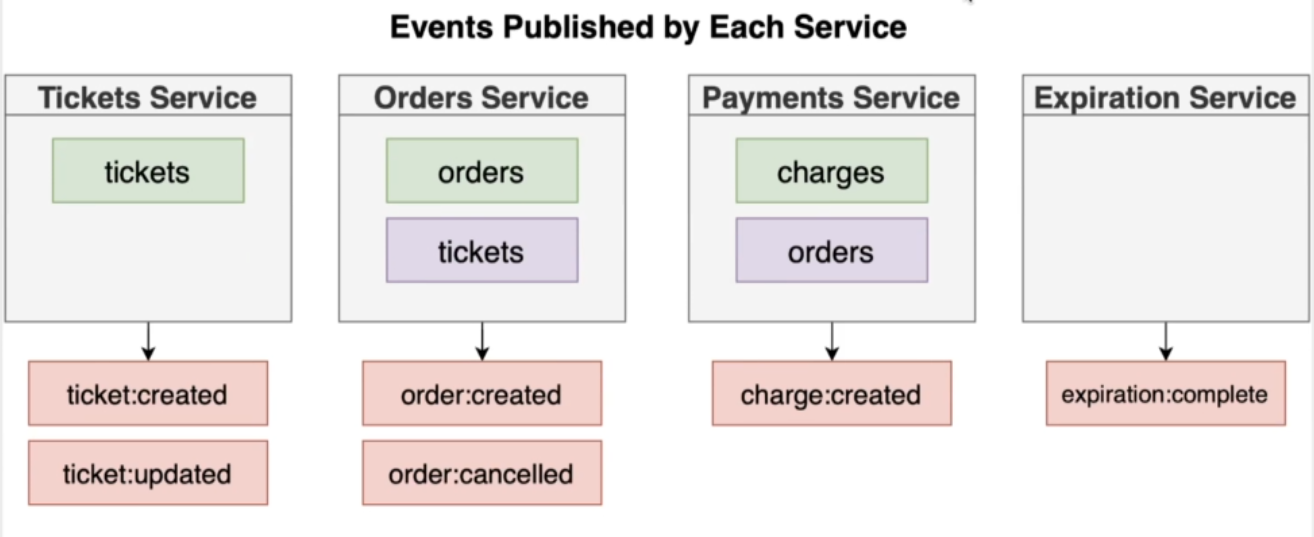 Events Published by Each Service
Tickets Service
tickets
ticket:created
ticket:updated
Orders Service
orders
tickets
order:created
order:cancelled
Payments Service
charges
orders
charge:created
Expiration Service
expiration:complete